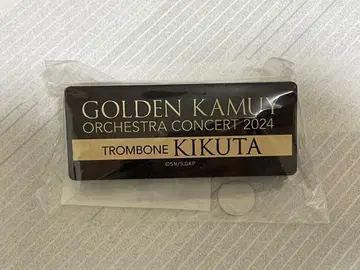 GOLDEN KAMUY
ORCHESTRA CONCERT 2024
TROMBONE KIKUTA
©SN/S,GKP